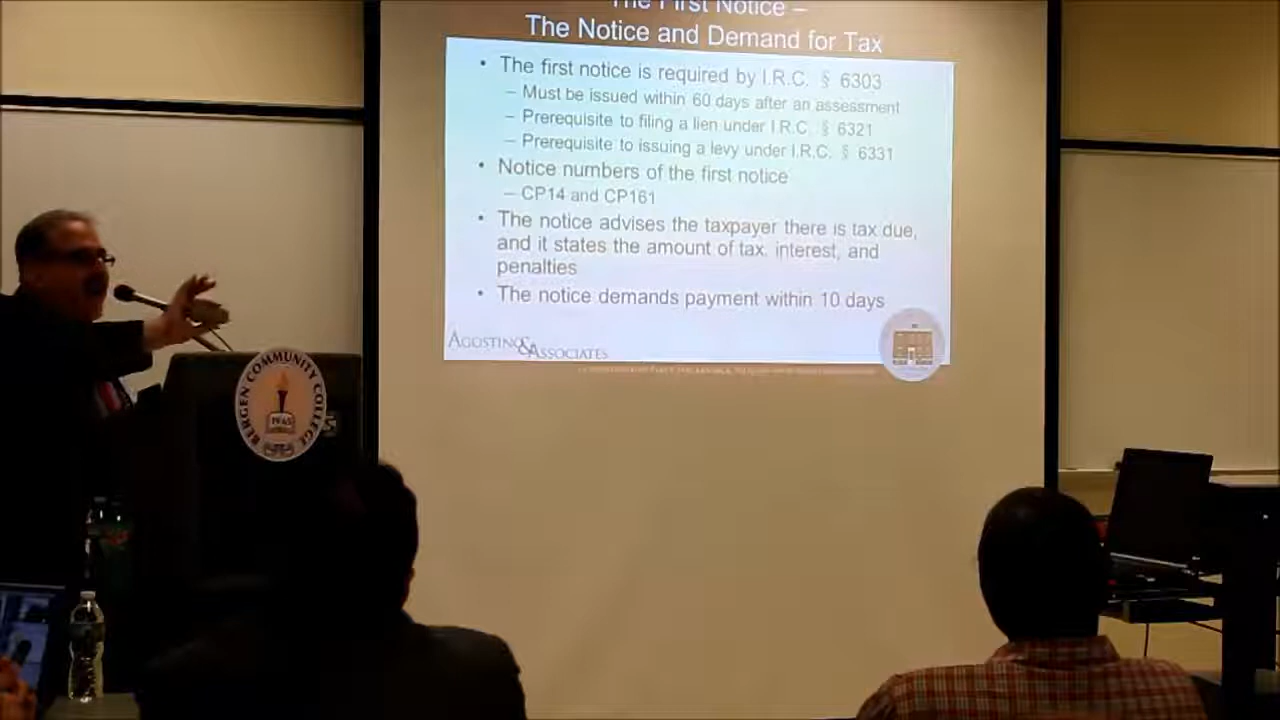 The First Notice –
The Notice and Demand for Tax
• The first notice is required by I.R.C. § 6303
– Must be issued within 60 days after an assessment
– Prerequisite to filing a lien under I.R.C. § 6321
– Prerequisite to issuing a levy under I.R.C. § 6331
• Notice numbers of the first notice
– CP14 and CP161
• The notice advises the taxpayer there is tax due,
and it states the amount of tax, interest, and
penalties
• The notice demands payment within 10 days
AGOSTINO & ASSOCIATES
BERGEN COMMUNITY COLLEGE
1965